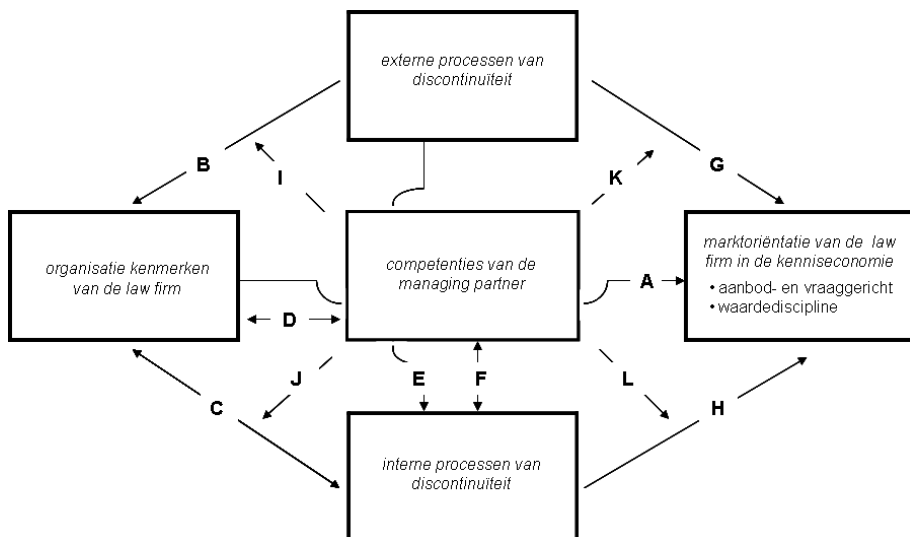 externe processen van
discontinuïteit
B
I
K
G
organisatie kenmerken
van de law firm
competenties van de
managing partner
marktoriëntatie van de law
firm in de kenniseconomie
• aanbod- en vraaggericht
• waardediscipline
A
D
J
E
F
L
C
H
interne processen van
discontinuïteit